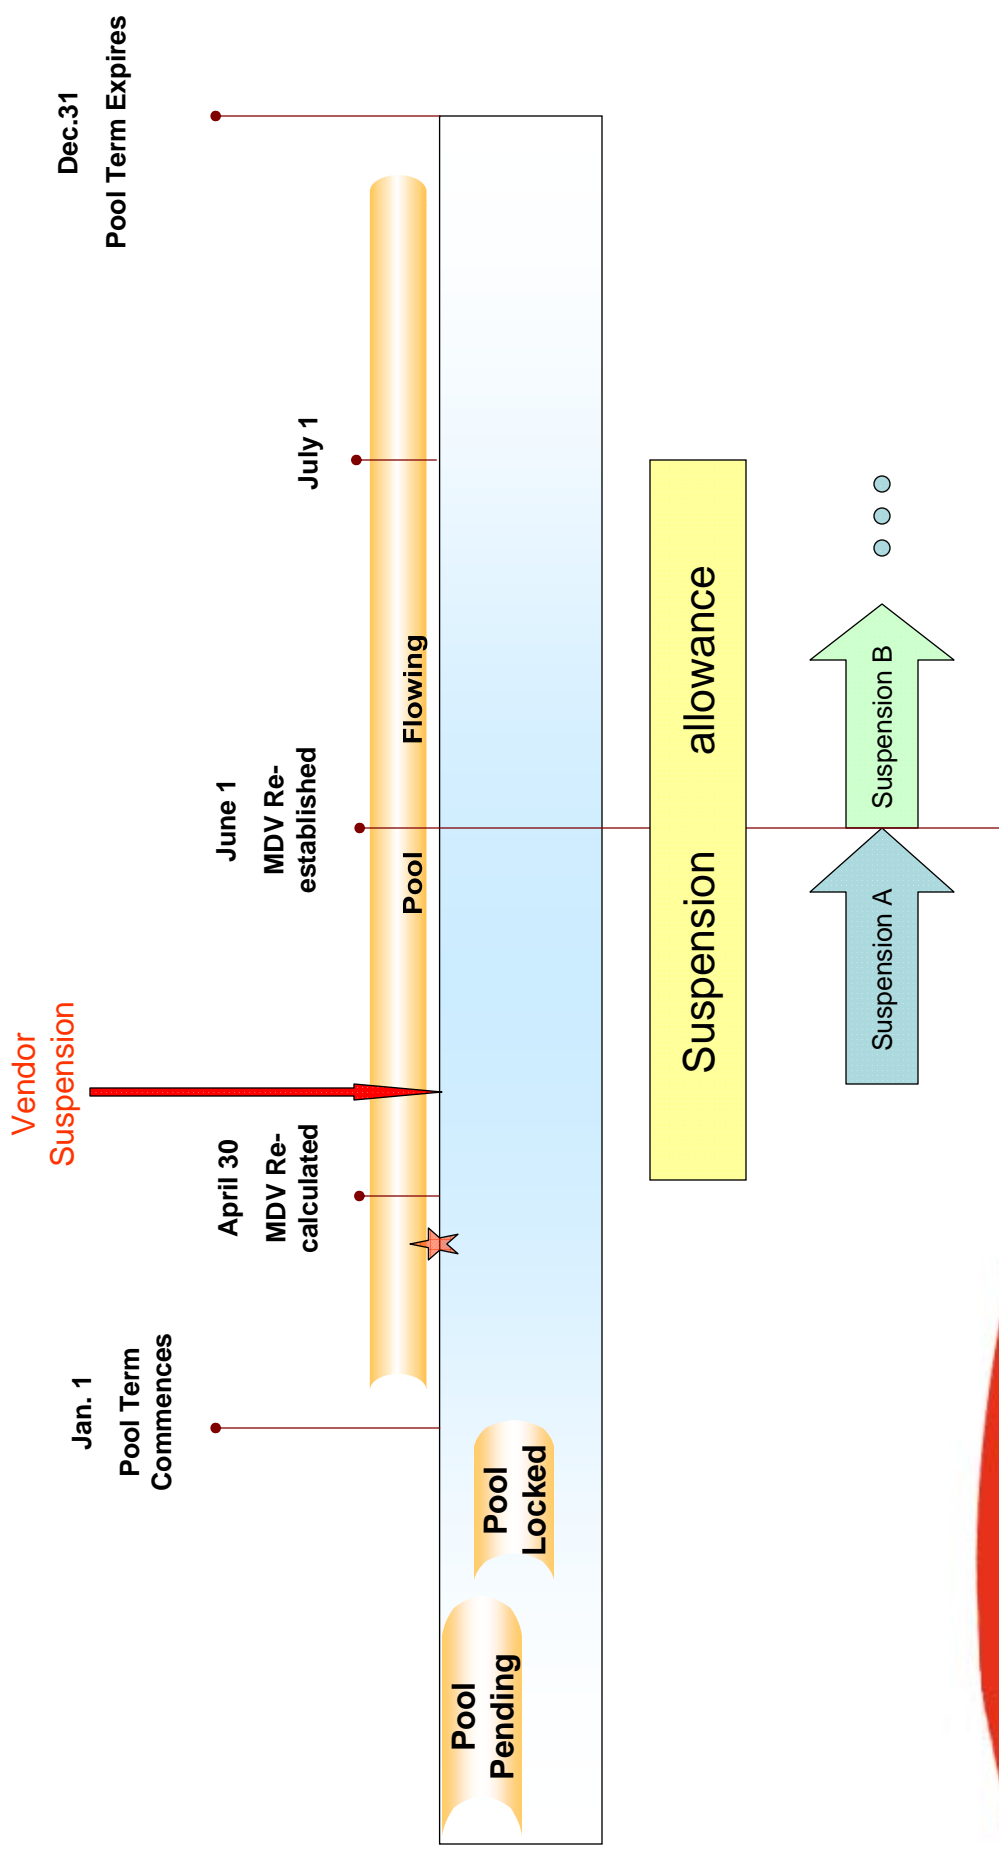 Vendor
Suspension
Jan. 1
Pool Term
Commences
April 30
MDV Re-
calculated
June 1
MDV Re-
established
July 1
Dec.31
Pool Term Expires
Pool Flowing
Pool
Pending
Pool
Locked
Suspension allowance
Suspension A
Suspension B